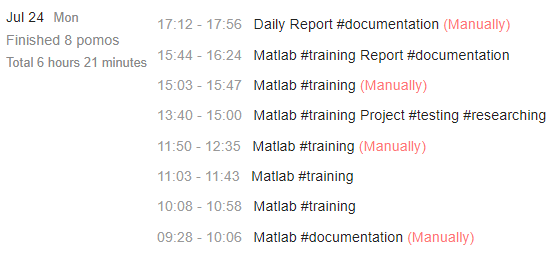 Jul 24 Mon
Finished 8 pomos
Total 6 hours 21 minutes
17:12 - 17:56 Daily Report #documentation (Manually)
15:44 - 16:24 Matlab #training Report #documentation
15:03 - 15:47 Matlab #training (Manually)
13:40 - 15:00 Matlab #training Project #testing #researching
11:50 - 12:35 Matlab #training (Manually)
11:03 - 11:43 Matlab #training
10:08 - 10:58 Matlab #training
09:28 - 10:06 Matlab #documentation (Manually)